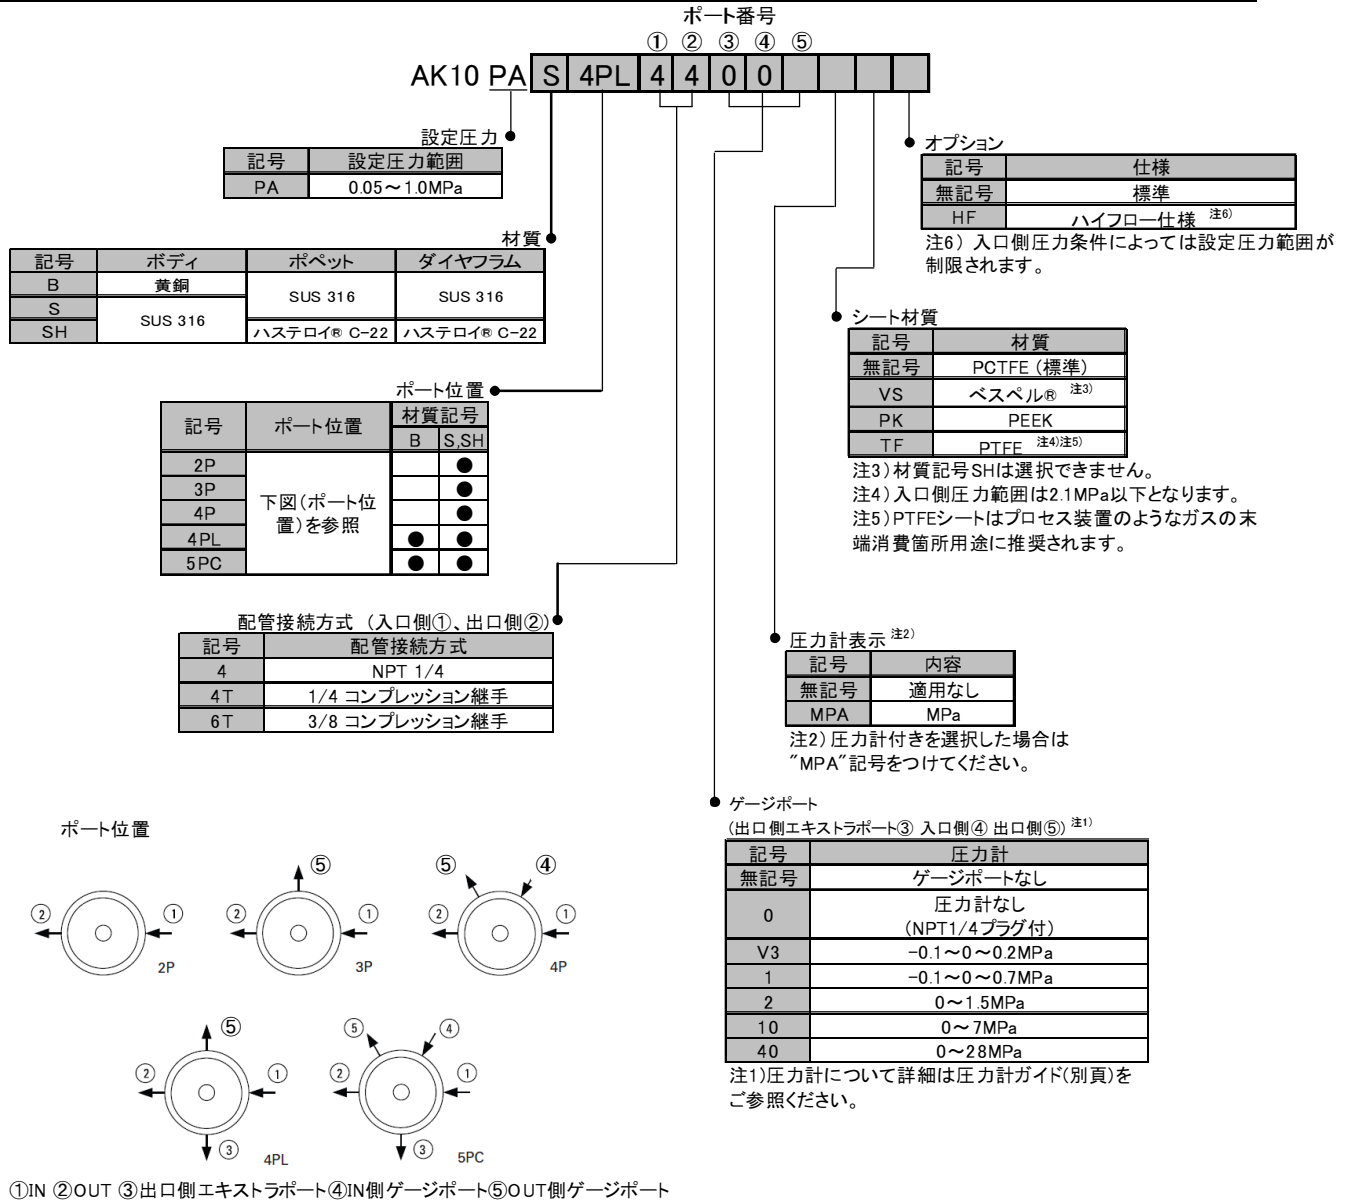 ポート番号
① ② ③ ④ ⑤
AK10 PA S 4PL 4 4 0 0
設定圧力
記号 設定圧力範囲
PA 0.05～1.0MPa
オプション
記号 仕様
無記号 標準
HF ハイフロー仕様 注6)
注6) 入口側圧力条件によっては設定圧力範囲が
制限されます。
材質
記号 ボディ ポペット ダイヤフラム
B 黄銅 SUS 316 SUS 316
S SUS 316
SH ハステロイ® C-22 ハステロイ® C-22
シート材質
記号 材質
無記号 PCTFE (標準)
VS ベスペル® 注3)
PK PEEK
TF PTFE 注4)注5)
注3)材質記号SHは選択できません。
注4)入口側圧力範囲は2.1MPa以下となります。
注5)PTFEシートはプロセス装置のようなガスの末
端消費箇所用途に推奨されます。
ポート位置
記号 ポート位置 材質記号
B S,SH
2P ●
3P ●
4P ●
4PL ● ●
5PC ● ●
下図(ポート位
置)を参照
配管接続方式 (入口側①、出口側②)
記号 配管接続方式
4 NPT 1/4
4T 1/4 コンプレッション継手
6T 3/8 コンプレッション継手
圧力計表示 注2)
記号 内容
無記号 適用なし
MPA MPa
注2)圧力計付きを選択した場合は
"MPA"記号をつけてください。
ゲージポート
(出口側エキストラポート③ 入口側④ 出口側⑤) 注1)
記号 圧力計
無記号 ゲージポートなし
0 圧力計なし
(NPT1/4プラグ付)
V3 -0.1～0～0.2MPa
1 -0.1～0～0.7MPa
2 0～1.5MPa
10 0～7MPa
40 0～28MPa
注1)圧力計について詳細は圧力計ガイド(別頁)を
ご参照ください。
ポート位置
② ① 2P
⑤ ② ① 3P
⑤ ④ ② ① 4P
⑤ ② ① ③ 4PL
⑤ ④ ② ① ③ 5PC
①IN ②OUT ③出口側エキストラポート④IN側ゲージポート⑤OUT側ゲージポート